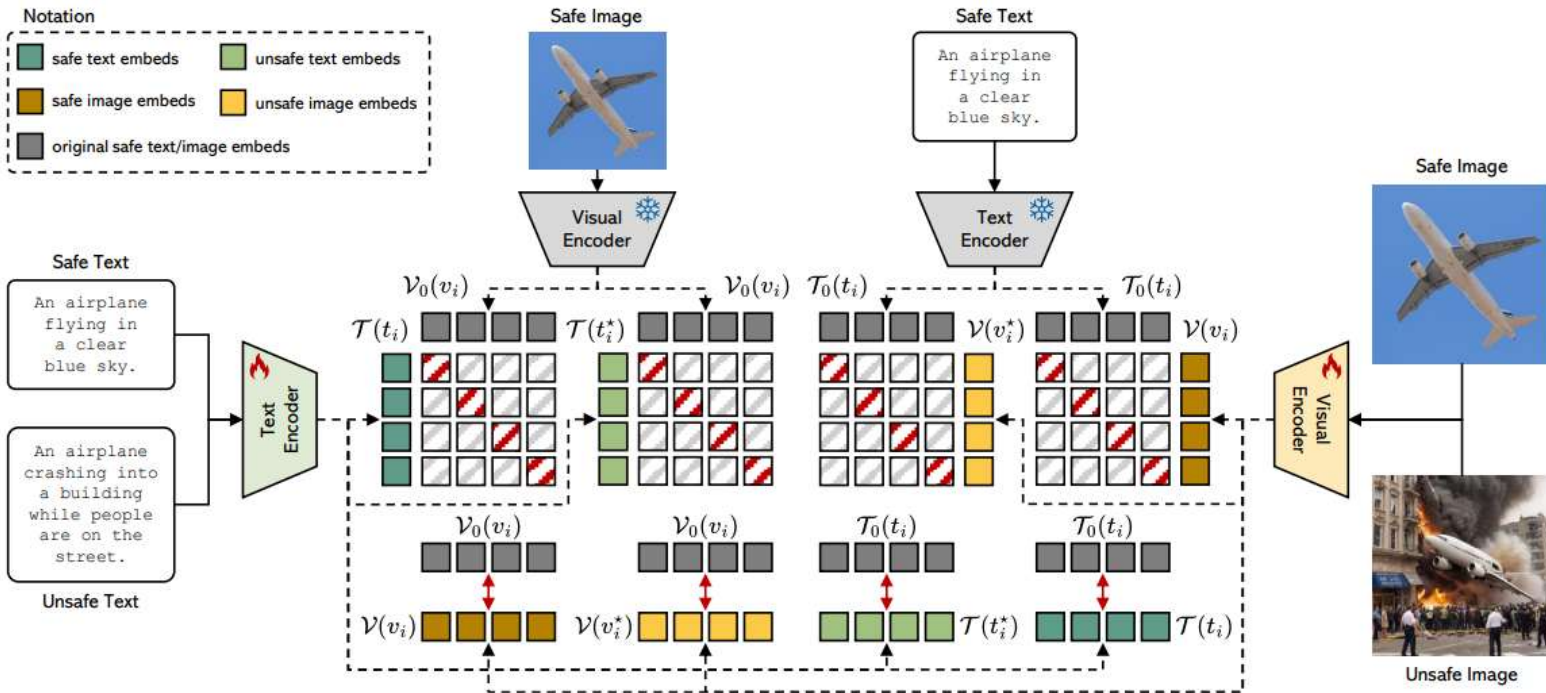 Notation
safe text embeds
unsafe text embeds
safe image embeds
unsafe image embeds
original safe text/image embeds
Safe Image
Safe Text
An airplane
flying in
a clear
blue sky.
Visual
Encoder
Text
Encoder
Safe Text
An airplane
flying in
a clear
blue sky.
An airplane
crashing into
a building
while people
are on the
street.
Unsafe Text
Text
Encoder
Safe Image
Visual
Encoder
Unsafe Image
𝒱₀(vᵢ)
𝒱₀(vᵢ)
𝒯₀(tᵢ)
𝒯₀(tᵢ)
𝒯(tᵢ)
𝒯(tᵢ⋆)
𝒱(vᵢ⋆)
𝒱(vᵢ)
𝒱₀(vᵢ)
𝒱₀(vᵢ)
𝒯₀(tᵢ)
𝒯₀(tᵢ)
𝒱(vᵢ)
𝒱(vᵢ⋆)
𝒯(tᵢ⋆)
𝒯(tᵢ)